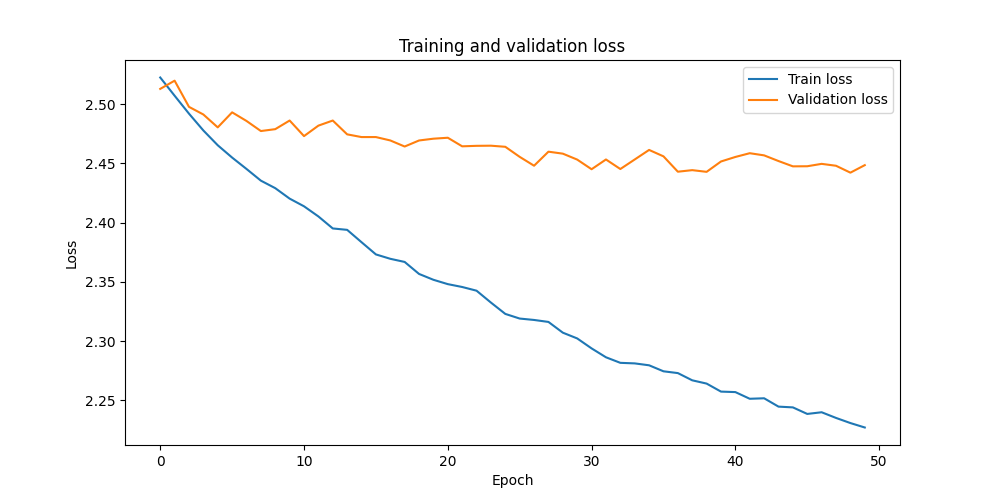 Training and validation loss
Train loss
Validation loss
2.50
2.45
2.40
2.35
2.30
2.25
Loss
0 10 20 30 40 50
Epoch